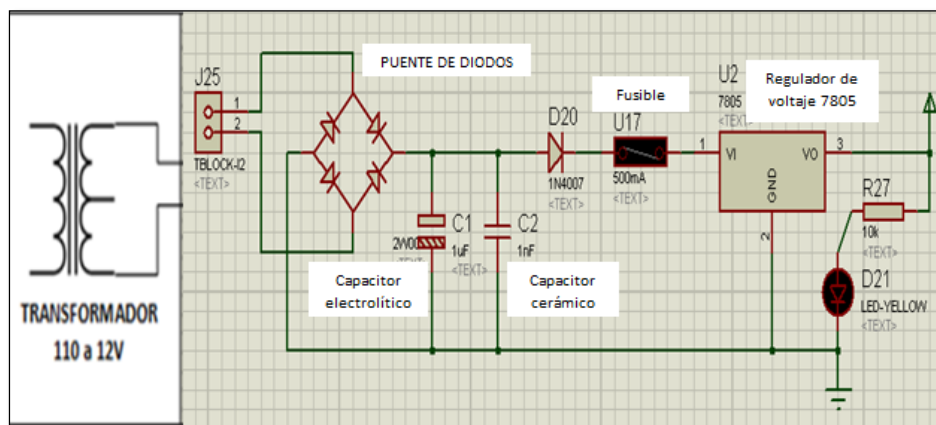 TRANSFORMADOR
110 a 12V
J25
1
2
TBLOCK-I2
<TEXT>
PUENTE DE DIODOS
2W00
C1
1uF
<TEXT>
Capacitor
electrolítico
C2
1nF
<TEXT>
Capacitor
cerámico
D20
1N4007
<TEXT>
Fusible
U17
500mA
<TEXT>
U2
7805
<TEXT>
Regulador de
voltaje 7805
1
VI
VO
3
GND
2
R27
10k
<TEXT>
D21
LED-YELLOW
<TEXT>